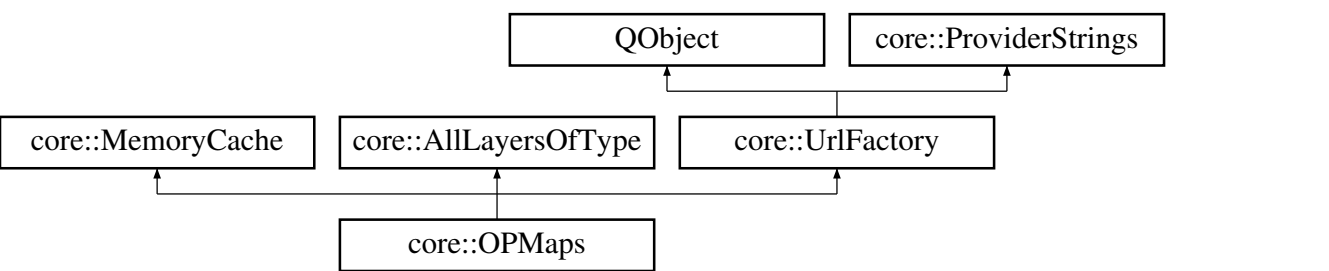 QObject
core::ProviderStrings
core::MemoryCache
core::AllLayersOfType
core::UrlFactory
core::OPMaps